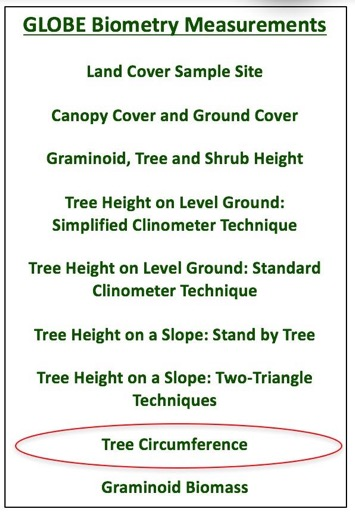 GLOBE Biometry Measurements
Land Cover Sample Site
Canopy Cover and Ground Cover
Graminoid, Tree and Shrub Height
Tree Height on Level Ground:
Simplified Clinometer Technique
Tree Height on Level Ground: Standard
Clinometer Technique
Tree Height on a Slope: Stand by Tree
Tree Height on a Slope: Two-Triangle
Techniques
Tree Circumference
Graminoid Biomass